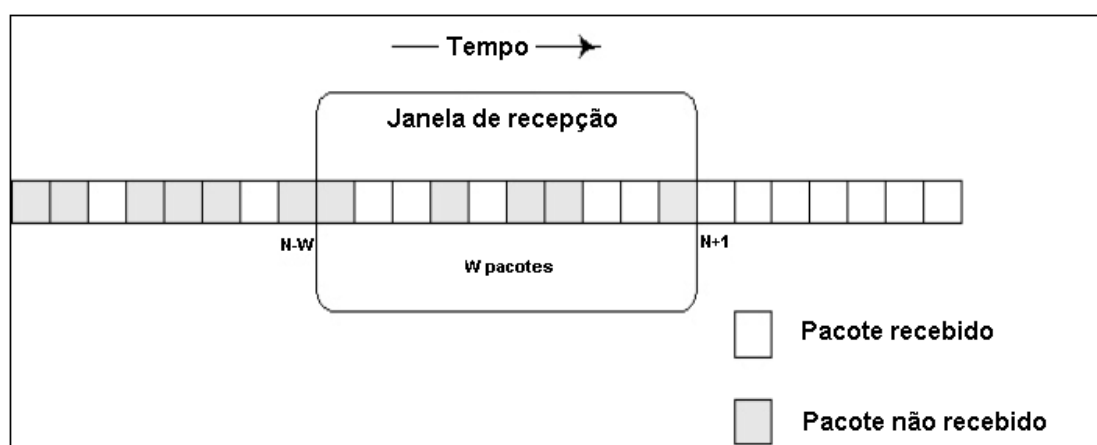 Tempo
Janela de recepção
N-W
N+1
W pacotes
Pacote recebido
Pacote não recebido